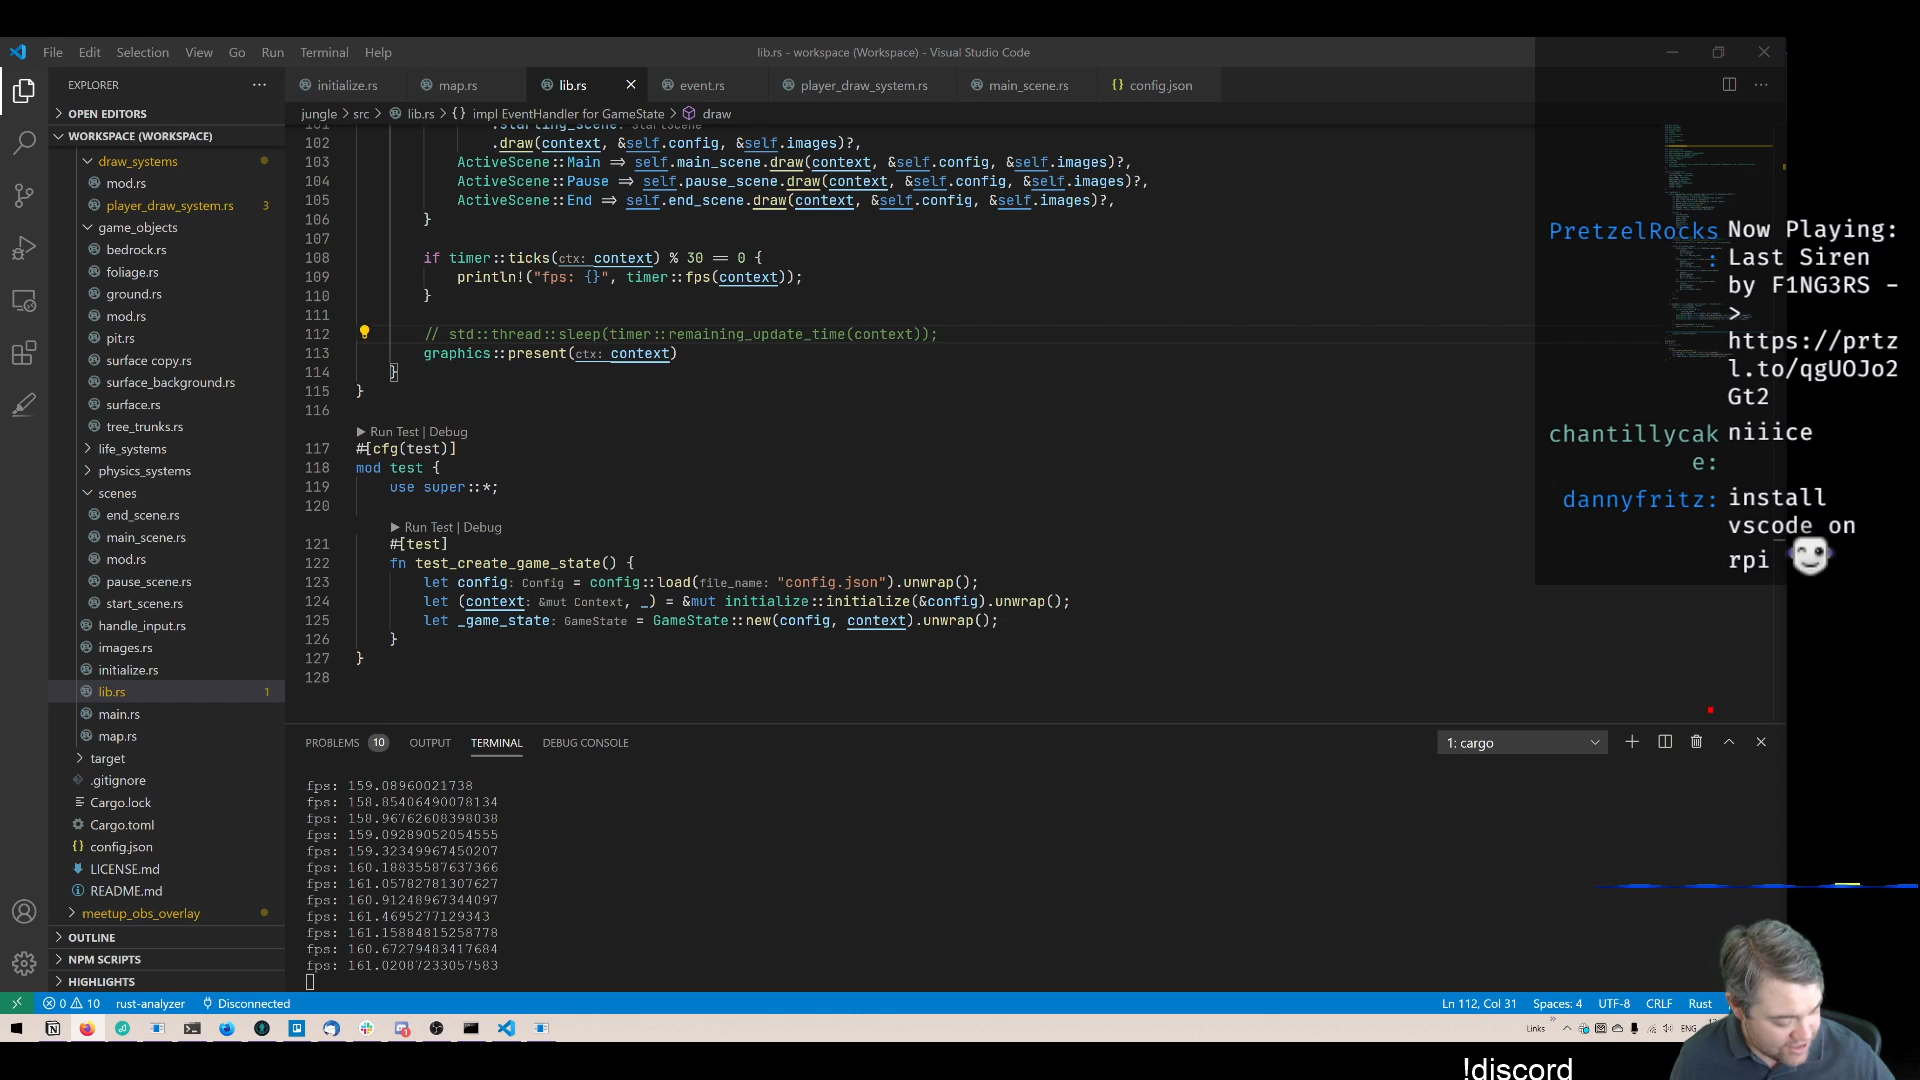 File Edit Selection View Go Run Terminal Help
lib.rs - workspace (Workspace) - Visual Studio Code
EXPLORER
initialize.rs
map.rs
lib.rs
event.rs
player_draw_system.rs
main_scene.rs
{} config.json
jungle > src > lib.rs > {} impl EventHandler for GameState > draw
OPEN EDITORS
WORKSPACE (WORKSPACE)
draw_systems
mod.rs
player_draw_system.rs 3
game_objects
bedrock.rs
foliage.rs
ground.rs
mod.rs
pit.rs
surface copy.rs
surface_background.rs
surface.rs
tree_trunks.rs
life_systems
physics_systems
scenes
end_scene.rs
main_scene.rs
mod.rs
pause_scene.rs
start_scene.rs
handle_input.rs
images.rs
initialize.rs
lib.rs 1
main.rs
map.rs
target
.gitignore
Cargo.lock
Cargo.toml
{} config.json
LICENSE.md
README.md
meetup_obs_overlay
OUTLINE
NPM SCRIPTS
HIGHLIGHTS
101 .starting_scene: StartScene
102 .draw(context, &self.config, &self.images)?,
103 ActiveScene::Main => self.main_scene.draw(context, &self.config, &self.images)?,
104 ActiveScene::Pause => self.pause_scene.draw(context, &self.config, &self.images)?,
105 ActiveScene::End => self.end_scene.draw(context, &self.config, &self.images)?,
106 }
107
108 if timer::ticks(ctx: context) % 30 == 0 {
109 println!("fps: {}", timer::fps(context));
110 }
111
112 // std::thread::sleep(timer::remaining_update_time(context));
113 graphics::present(ctx: context)
114 }
115 }
116
Run Test | Debug
117 #[cfg(test)]
118 mod test {
119 use super::*;
120
Run Test | Debug
121 #[test]
122 fn test_create_game_state() {
123 let config: Config = config::load(file_name: "config.json").unwrap();
124 let (context: &mut Context, _) = &mut initialize::initialize(&config).unwrap();
125 let _game_state: GameState = GameState::new(config, context).unwrap();
126 }
127 }
128
PROBLEMS 10 OUTPUT TERMINAL DEBUG CONSOLE
1: cargo
fps: 159.08960021738
fps: 158.85406490078134
fps: 158.96762608398038
fps: 159.09289052054555
fps: 159.32349967450207
fps: 160.18835587637366
fps: 161.05782781307627
fps: 160.91248967344097
fps: 161.4695277129343
fps: 161.15884815258778
fps: 160.67279483417684
fps: 161.02087233057583
PretzelRocks: Now Playing:
Last Siren
by F1NG3RS -
>
https://prtz
l.to/qgUOJo2
Gt2
chantillycak niiice
e:
dannyfritz: install
vscode on
rpi
0 10 rust-analyzer Disconnected
Ln 112, Col 31 Spaces: 4 UTF-8 CRLF Rust
Links
ENG
!discord